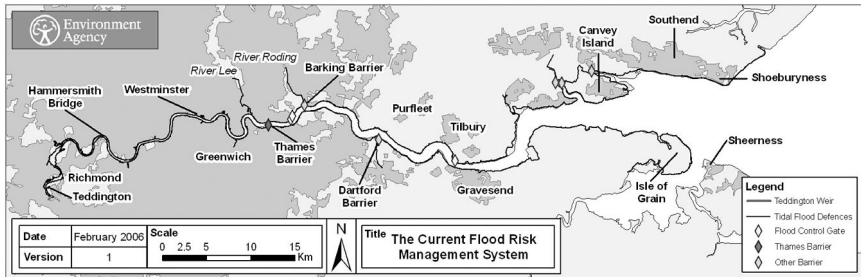 Environment
Agency
Southend
Canvey
Island
River Roding
River Lee
Barking Barrier
Shoeburyness
Westminster
Hammersmith
Bridge
Purfleet
Tilbury
Sheerness
Greenwich
Thames
Barrier
Richmond
Teddington
Dartford
Barrier
Gravesend
Isle of
Grain
Legend
Teddington Weir
Tidal Flood Defences
Flood Control Gate
Thames Barrier
Other Barrier
Date February 2006
Version 1
Scale
0 2.5 5 10 15
Km
N
Title The Current Flood Risk
Management System